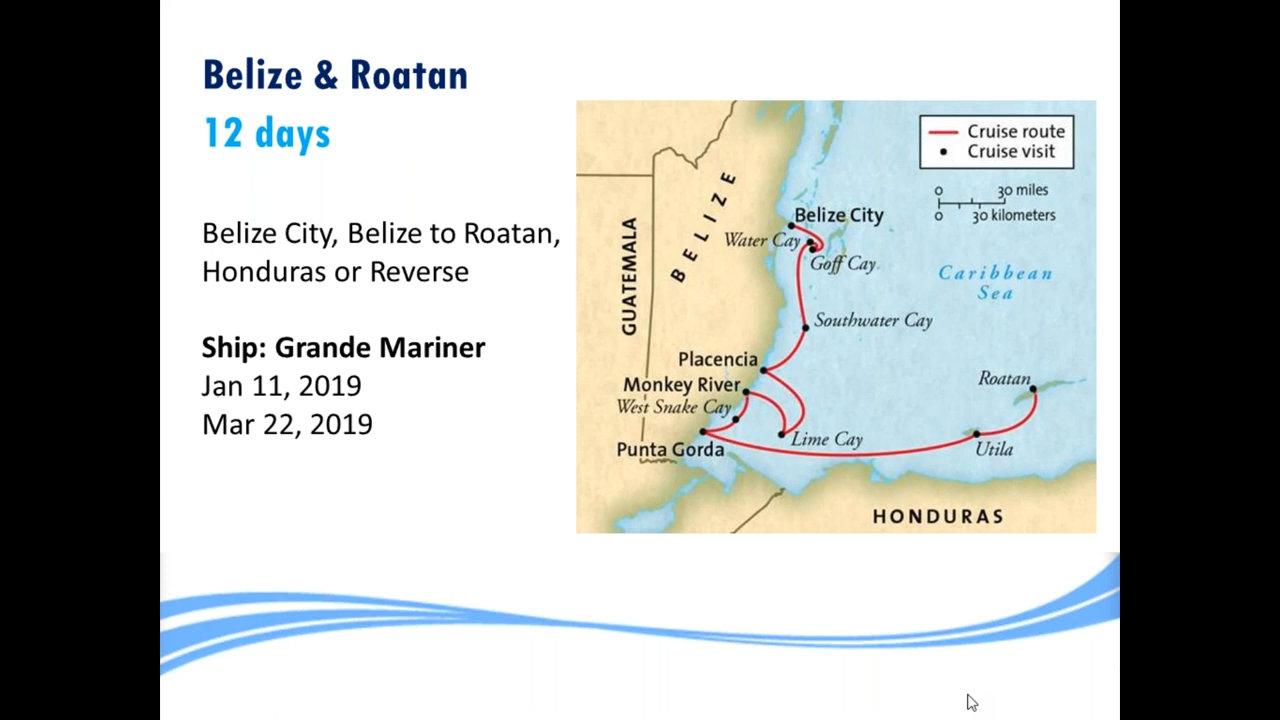 Belize & Roatan
12 days
Belize City, Belize to Roatan,
Honduras or Reverse
Ship: Grande Mariner
Jan 11, 2019
Mar 22, 2019
Cruise route
Cruise visit
0 30 miles
0 30 kilometers
BELIZE
GUATEMALA
Belize City
Water Cay
Goff Cay
Caribbean
Sea
Southwater Cay
Placencia
Monkey River
West Snake Cay
Punta Gorda
Lime Cay
Roatan
Utila
HONDURAS